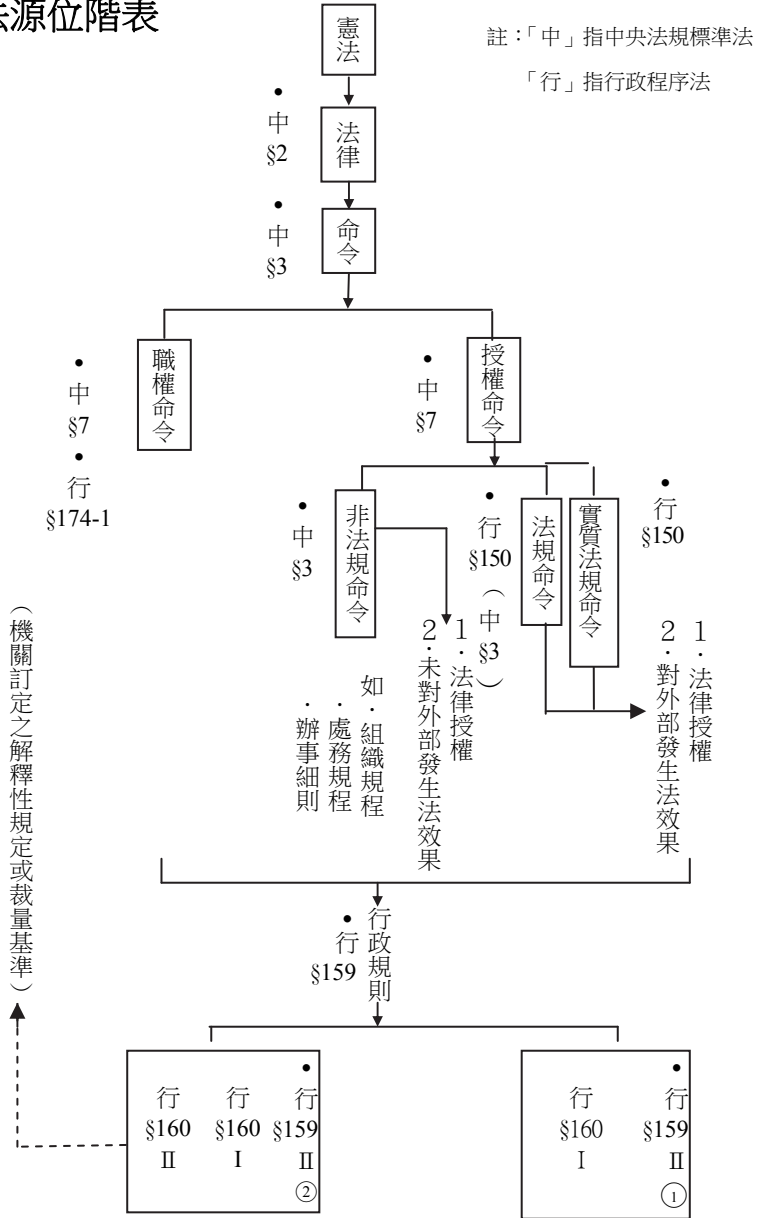 法源位階表
註：「中」指中央法規標準法
「行」指行政程序法
憲法
• 中 §2
法律
• 中 §3
命令
• 中 §7
• 行 §174-1
職權命令
• 中 §7
授權命令
• 中 §3
非法規命令
• 行 §150（中 §3）
法規命令
實質法規命令
• 行 §150
1．法律授權
2．未對外部發生法效果
如．組織規程
．處務規程
．辦事細則
1．法律授權
2．對外部發生法效果
（機關訂定之解釋性規定或裁量基準）
行政規則
• 行 §159
• 行 §159 Ⅱ ②
行 §160 Ⅰ
行 §160 Ⅱ
• 行 §159 Ⅱ ①
行 §160 Ⅰ